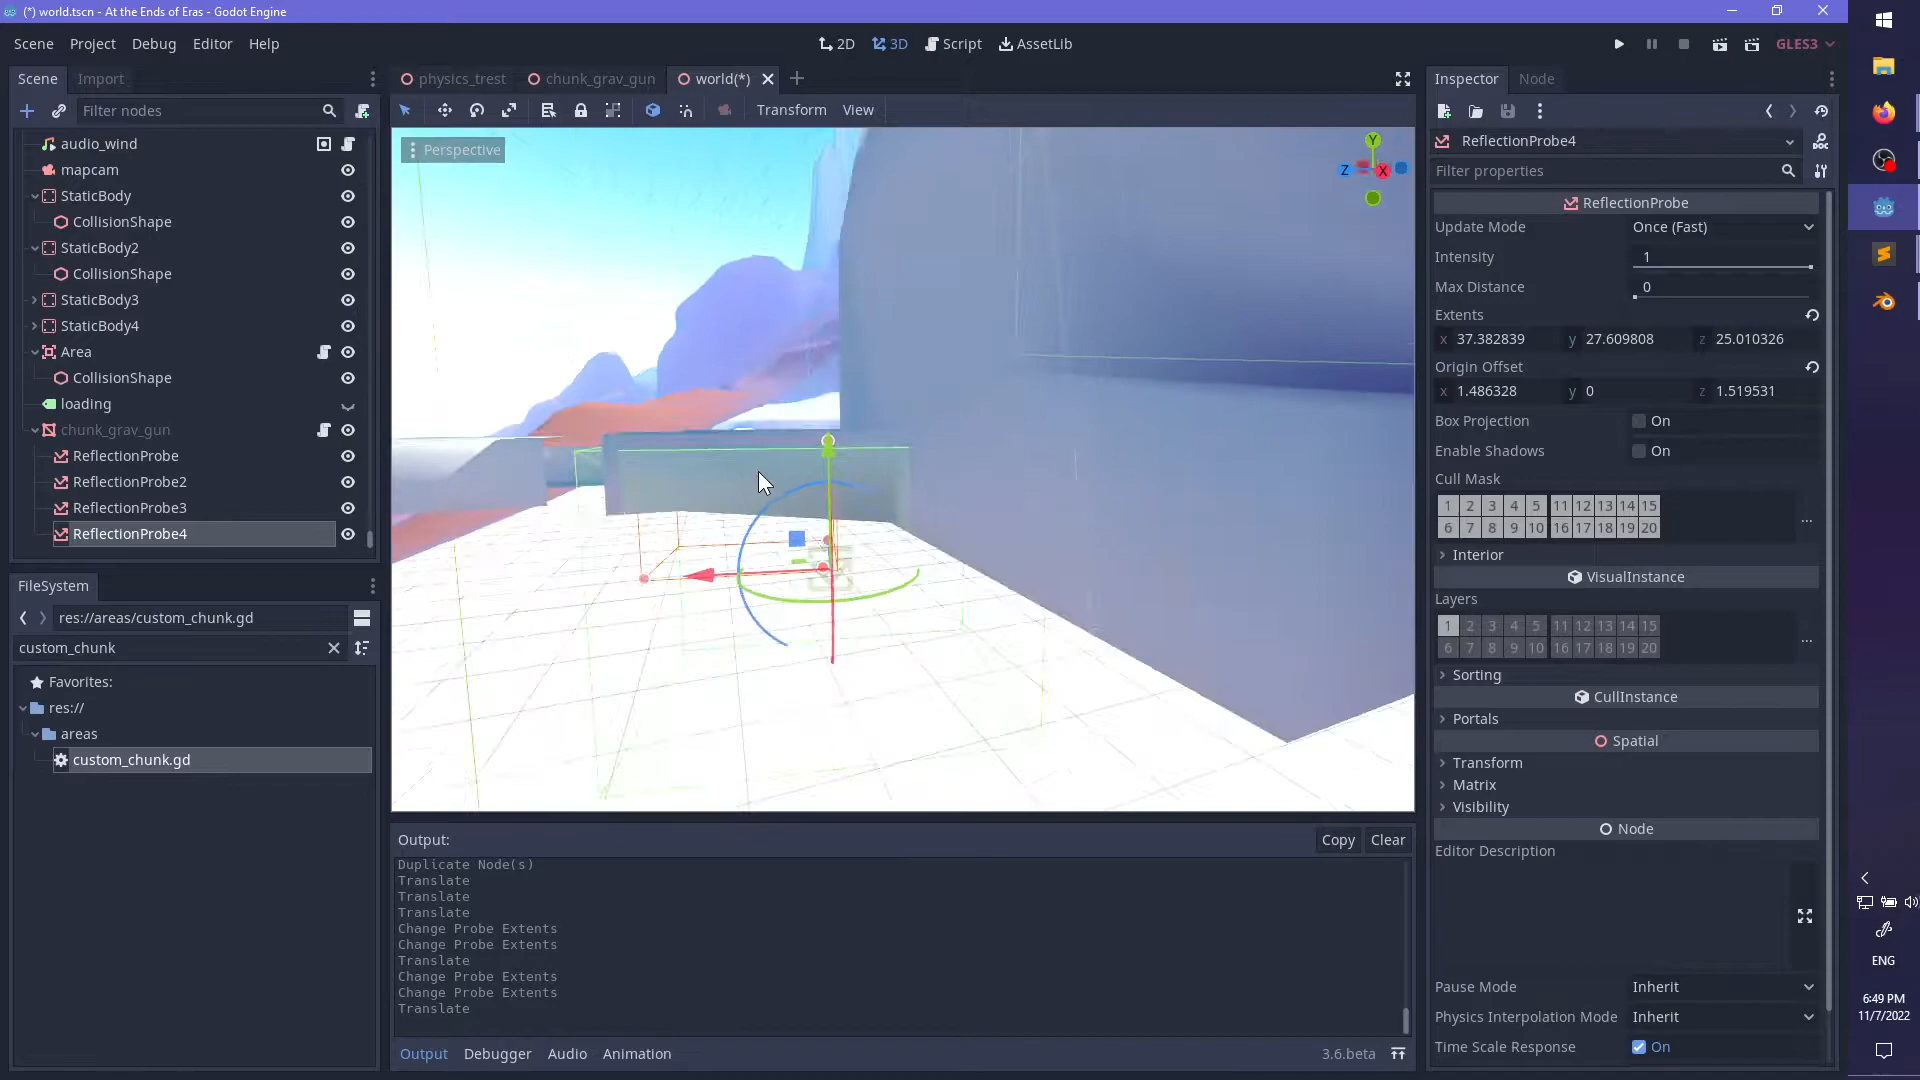 (*) world.tscn - At the Ends of Eras - Godot Engine
Scene Project Debug Editor Help
2D 3D Script AssetLib
GLES3
Scene Import
physics_trest chunk_grav_gun world(*)
Inspector Node
Filter nodes
Transform View
audio_wind
mapcam
StaticBody
CollisionShape
StaticBody2
CollisionShape
StaticBody3
StaticBody4
Area
CollisionShape
loading
chunk_grav_gun
ReflectionProbe
ReflectionProbe2
ReflectionProbe3
ReflectionProbe4
FileSystem
res://areas/custom_chunk.gd
custom_chunk
Favorites:
res://
areas
custom_chunk.gd
Perspective
Y
Z X
Output:
Copy Clear
Duplicate Node(s)
Translate
Translate
Translate
Change Probe Extents
Change Probe Extents
Translate
Change Probe Extents
Change Probe Extents
Translate
Output Debugger Audio Animation
3.6.beta
ReflectionProbe4
Filter properties
ReflectionProbe
Update Mode Once (Fast)
Intensity 1
Max Distance 0
Extents
x 37.382839 y 27.609808 z 25.010326
Origin Offset
x 1.486328 y 0 z 1.519531
Box Projection On
Enable Shadows On
Cull Mask
1 2 3 4 5 11 12 13 14 15
6 7 8 9 10 16 17 18 19 20
...
Interior
VisualInstance
Layers
1 2 3 4 5 11 12 13 14 15
6 7 8 9 10 16 17 18 19 20
...
Sorting
CullInstance
Portals
Spatial
Transform
Matrix
Visibility
Node
Editor Description
Pause Mode Inherit
Physics Interpolation Mode Inherit
Time Scale Response On
ENG
6:49 PM
11/7/2022